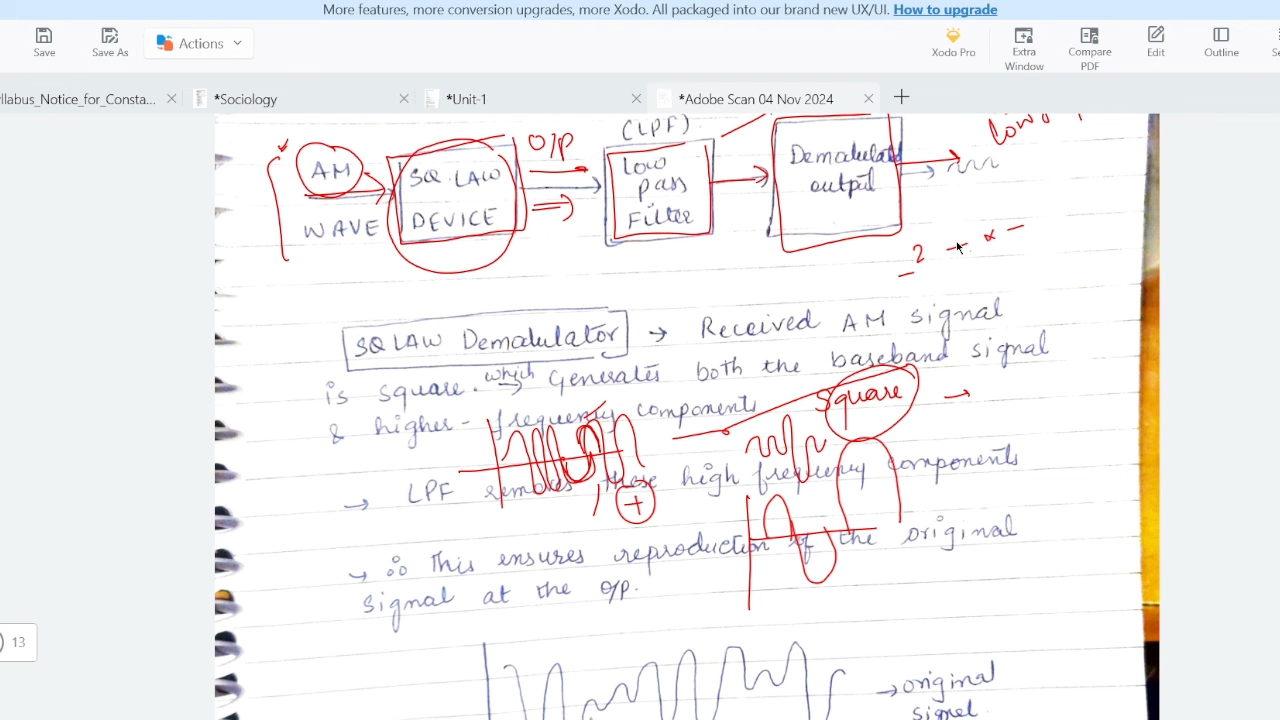 More features, more conversion upgrades, more Xodo. All packaged into our brand new UX/UI. How to upgrade
Save
Save As
Actions
Xodo Pro
Extra Window
Compare PDF
Edit
Outline
llabus_Notice_for_Consta...
*Sociology
*Unit-1
*Adobe Scan 04 Nov 2024
(LPF)
O/P
AM
WAVE
SQ.LAW
DEVICE
Low
pass
Filter
Demodulated
output
2 + x -
SQ LAW Demodulator → Received AM signal
is square. which → Generates both the baseband signal
& higher-frequency components
Square →
→ LPF removes these high frequency components
+
→ ∴ This ensures reproduction of the original
signal at the o/p.
13
→ original
signal